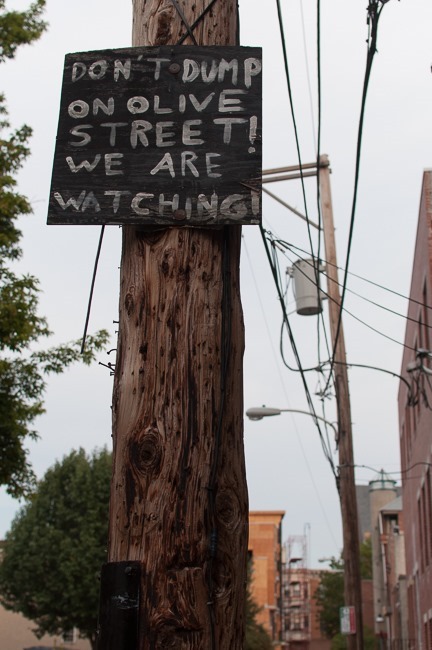 DON'T DUMP
ON OLIVE
STREET!
WE ARE
WATCHING!